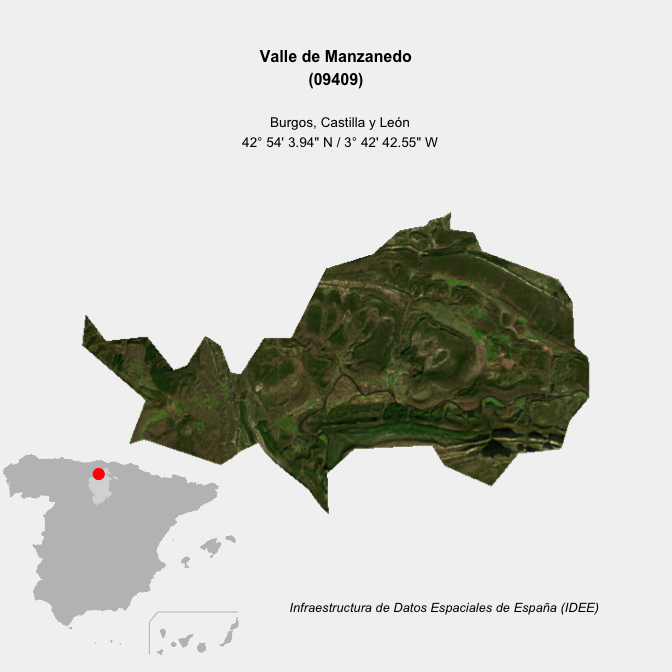 Valle de Manzanedo
(09409)
Burgos, Castilla y León
42° 54' 3.94" N / 3° 42' 42.55" W
Infraestructura de Datos Espaciales de España (IDEE)